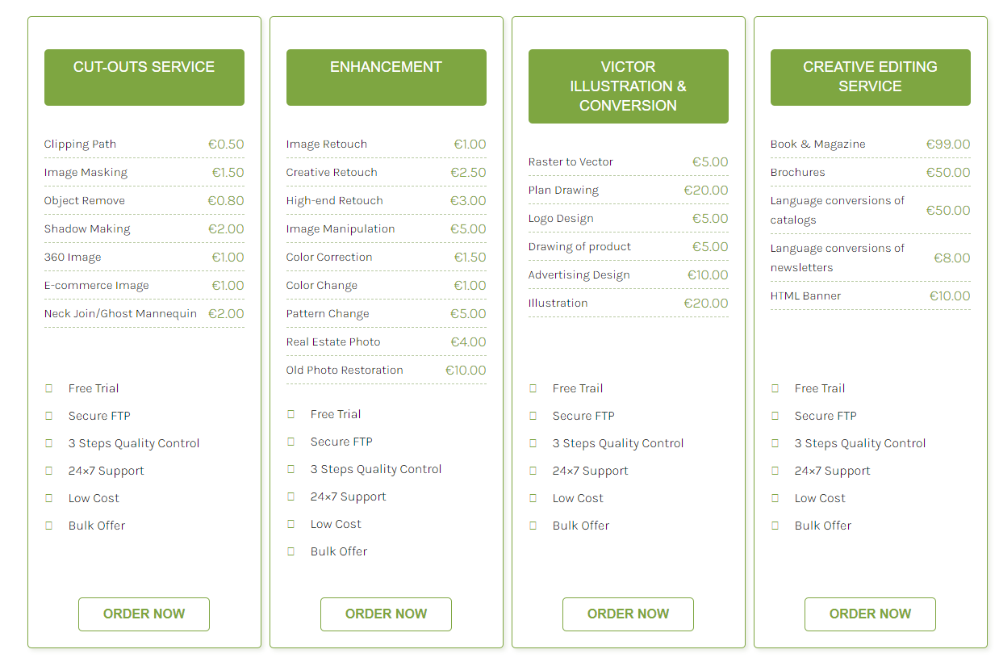 CUT-OUTS SERVICE
Clipping Path €0.50
Image Masking €1.50
Object Remove €0.80
Shadow Making €2.00
360 Image €1.00
E-commerce Image €1.00
Neck Join/Ghost Mannequin €2.00
Free Trial
Secure FTP
3 Steps Quality Control
24×7 Support
Low Cost
Bulk Offer
ORDER NOW
ENHANCEMENT
Image Retouch €1.00
Creative Retouch €2.50
High-end Retouch €3.00
Image Manipulation €5.00
Color Correction €1.50
Color Change €1.00
Pattern Change €5.00
Real Estate Photo €4.00
Old Photo Restoration €10.00
Free Trial
Secure FTP
3 Steps Quality Control
24×7 Support
Low Cost
Bulk Offer
ORDER NOW
VICTOR
ILLUSTRATION &
CONVERSION
Raster to Vector €5.00
Plan Drawing €20.00
Logo Design €5.00
Drawing of product €5.00
Advertising Design €10.00
Illustration €20.00
Free Trail
Secure FTP
3 Steps Quality Control
24×7 Support
Low Cost
Bulk Offer
ORDER NOW
CREATIVE EDITING
SERVICE
Book & Magazine €99.00
Brochures €50.00
Language conversions of
catalogs €50.00
Language conversions of
newsletters €8.00
HTML Banner €10.00
Free Trail
Secure FTP
3 Steps Quality Control
24×7 Support
Low Cost
Bulk Offer
ORDER NOW